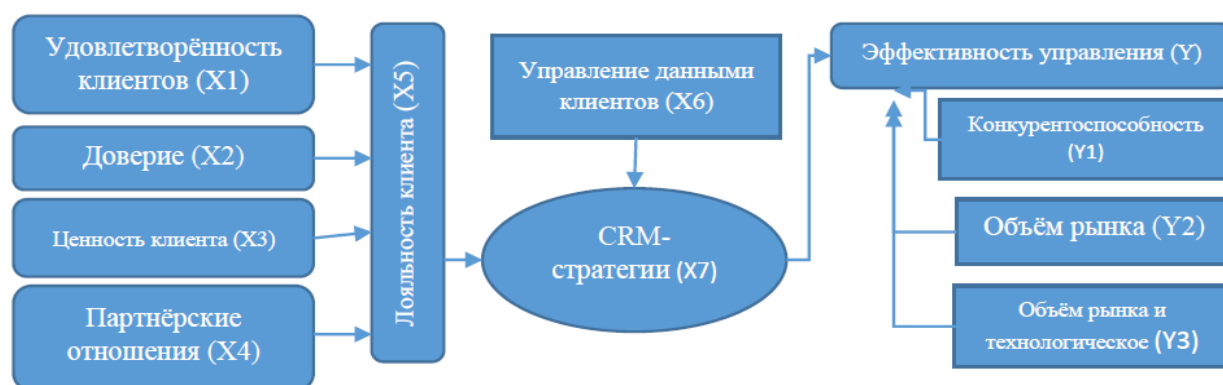 Удовлетворённость
клиентов (X1)
Доверие (X2)
Ценность клиента (X3)
Партнёрские
отношения (X4)
Лояльность клиента (X5)
Управление данными
клиентов (X6)
CRM-
стратегии (X7)
Эффективность управления (Y)
Конкурентоспособность
(Y1)
Объём рынка (Y2)
Объём рынка и
технологическое (Y3)